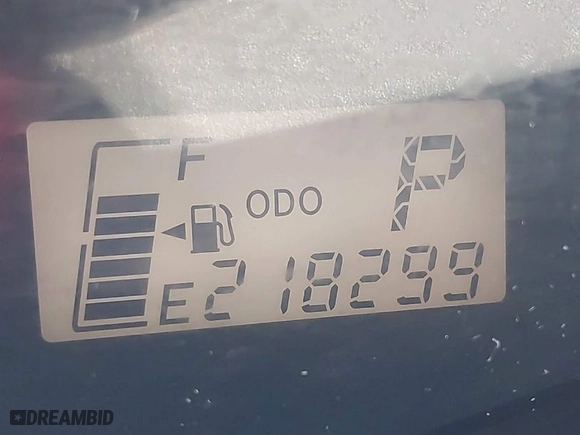 F
P
ODO
E 218299
DREAMBID